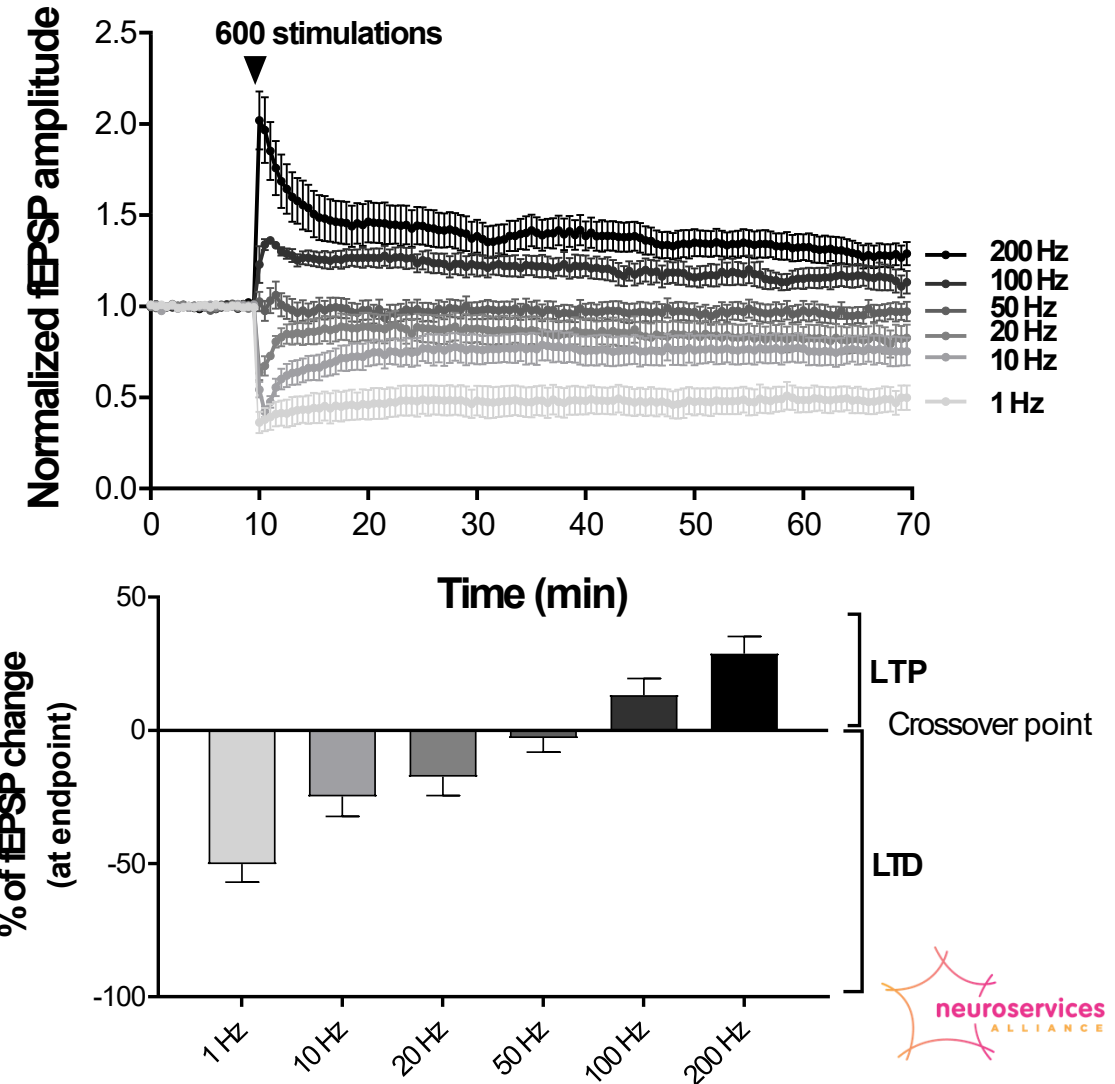 Normalized fEPSP amplitude
600 stimulations
2.5
2.0
1.5
1.0
0.5
0.0
0 10 20 30 40 50 60 70
Time (min)
200 Hz
100 Hz
50 Hz
20 Hz
10 Hz
1 Hz
% of fEPSP change
(at endpoint)
50
0
-50
-100
1 Hz 10 Hz 20 Hz 50 Hz 100 Hz 200 Hz
LTP
Crossover point
LTD
neuroservices
ALLIANCE